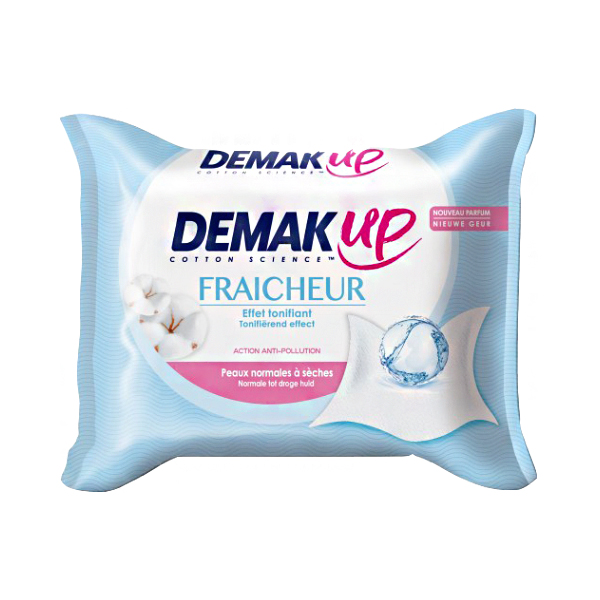 DEMAK UP
COTTON SCIENCE™
DEMAK UP
COTTON SCIENCE™
NOUVEAU PARFUM
NIEUWE GEUR
FRAICHEUR
Effet tonifiant
Tonifiërend effect
ACTION ANTI-POLLUTION
Peaux normales à sèches
Normale tot droge huid